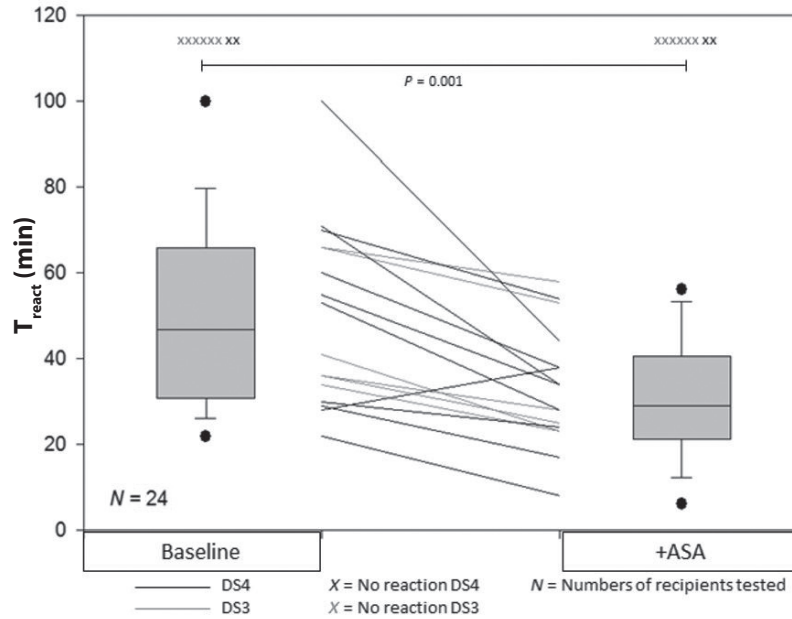 120
xxxxxx xx
xxxxxx xx
P = 0.001
100
80
T react (min)
60
40
20
N = 24
0
Baseline
+ASA
DS4
X = No reaction DS4
N = Numbers of recipients tested
DS3
X = No reaction DS3